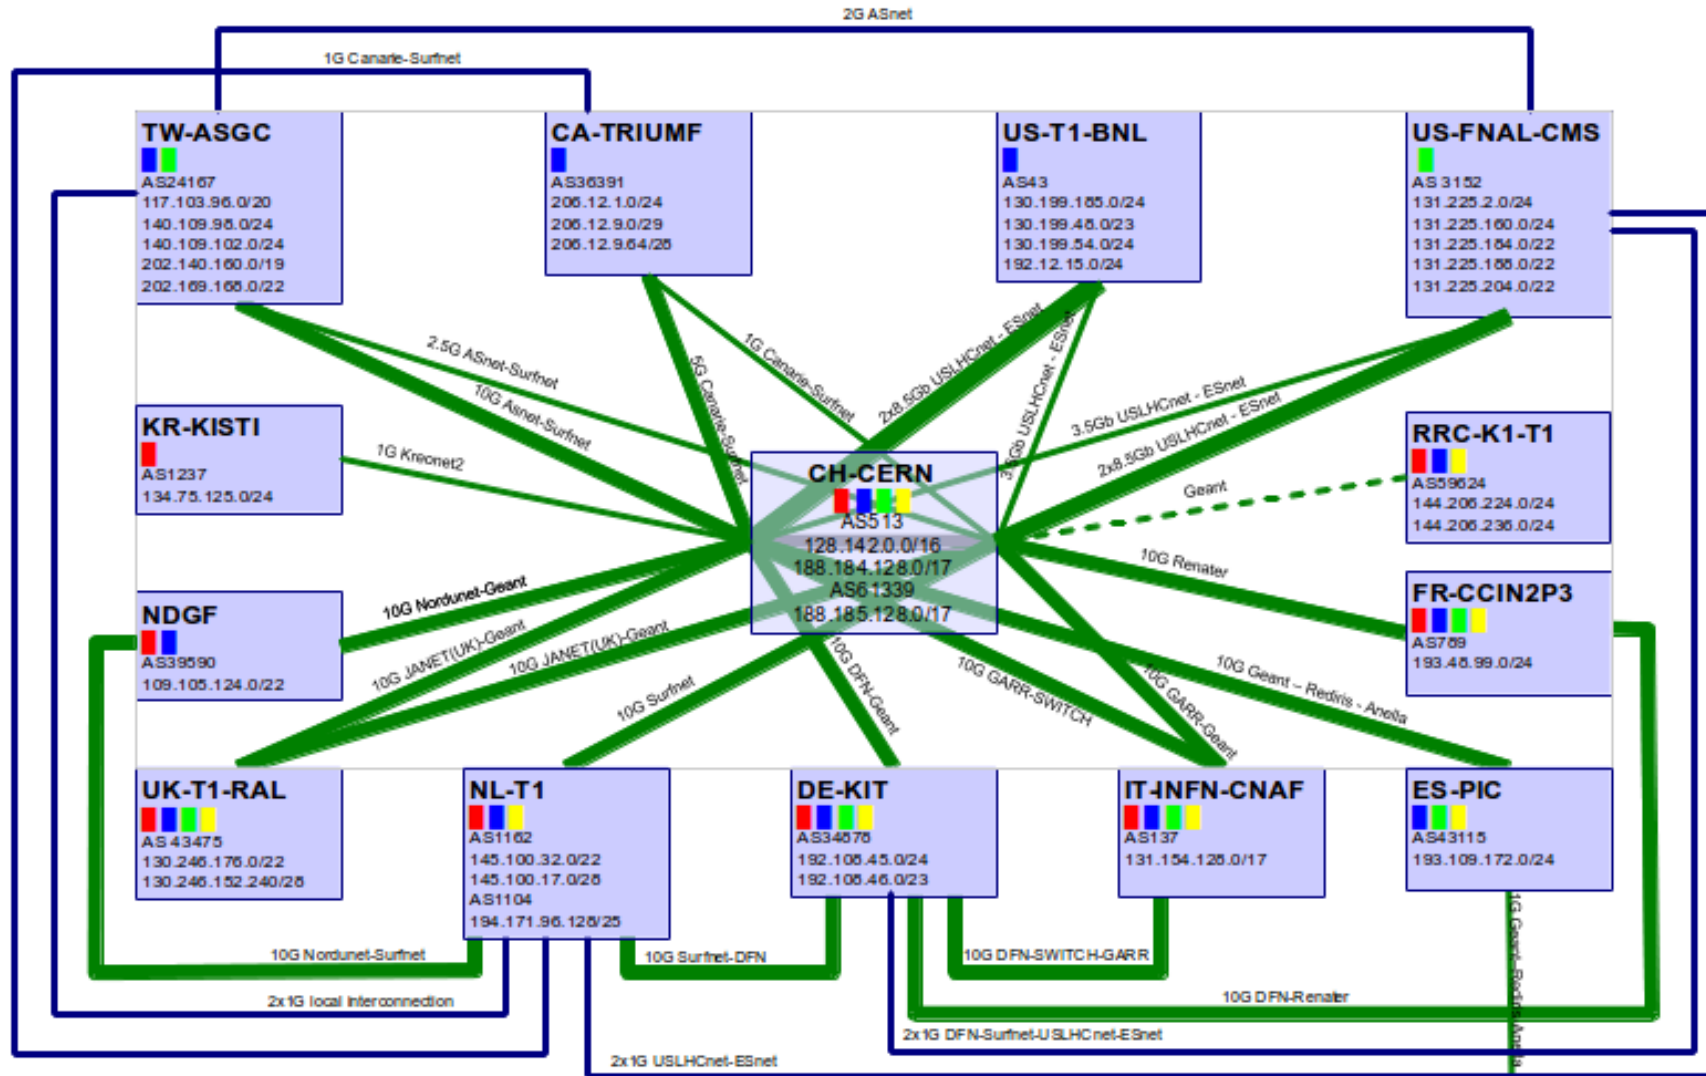 2G ASnet
1G Canarie-Surfnet
TW-ASGC
AS24167
117.103.96.0/20
140.109.98.0/24
140.109.102.0/24
202.140.160.0/19
202.169.168.0/22
CA-TRIUMF
AS36391
206.12.1.0/24
206.12.9.0/29
206.12.9.64/28
US-T1-BNL
AS43
130.199.185.0/24
130.199.48.0/23
130.199.54.0/24
192.12.15.0/24
US-FNAL-CMS
AS 3152
131.225.2.0/24
131.225.160.0/24
131.225.184.0/22
131.225.188.0/22
131.225.204.0/22
2.5G ASnet-Surfnet
10G Asnet-Surfnet
5G Canarie-Surfnet
1G Canarie-Surfnet
2x8.5Gb USLHCnet - ESnet
3.5Gb USLHCnet - ESnet
3.5Gb USLHCnet - ESnet
2x8.5Gb USLHCnet - ESnet
KR-KISTI
AS1237
134.75.125.0/24
1G Kreonet2
CH-CERN
AS513
128.142.0.0/16
188.184.128.0/17
AS61339
188.185.128.0/17
Geant
RRC-K1-T1
AS59624
144.206.224.0/24
144.206.236.0/24
10G Renater
FR-CCIN2P3
AS789
193.48.99.0/24
NDGF
AS39590
109.105.124.0/22
10G Nordunet-Geant
10G JANET(UK)-Geant
10G JANET(UK)-Geant
10G Surfnet
10G DFN-Geant
10G GARR-SWITCH
10G GARR-Geant
10G Geant – Rediris - Anella
UK-T1-RAL
AS 43475
130.246.176.0/22
130.246.152.240/28
NL-T1
AS1162
145.100.32.0/22
145.100.17.0/28
AS1104
194.171.96.128/25
DE-KIT
AS34878
192.108.45.0/24
192.108.46.0/23
IT-INFN-CNAF
AS137
131.154.128.0/17
ES-PIC
AS43115
193.109.172.0/24
10G Nordunet-Surfnet
10G Surfnet-DFN
10G DFN-SWITCH-GARR
2x1G local Interconnection
10G DFN-Renater
2x1G DFN-Surfnet-USLHCnet-ESnet
2x1G USLHCnet-ESnet
1G Geant-Rediris-Anella